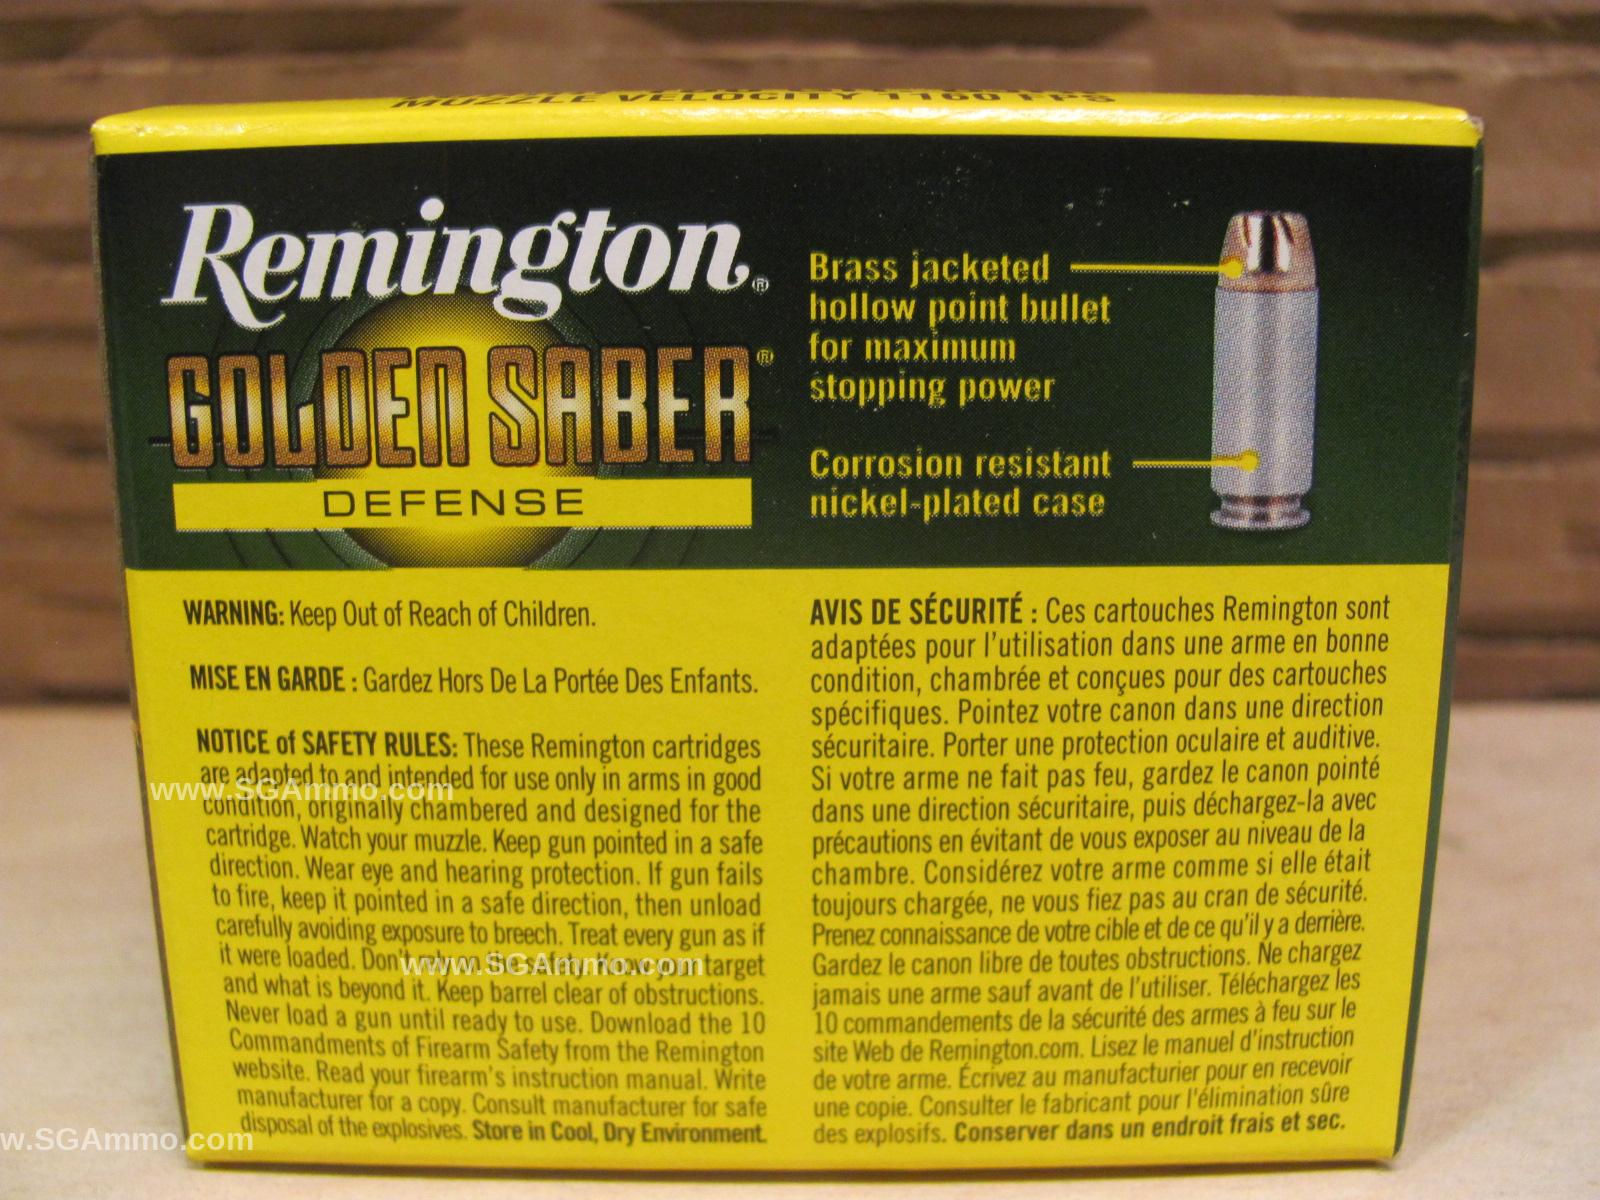 MUZZLE VELOCITY 1160 FPS
Remington®
GOLDEN SABER®
DEFENSE
Brass jacketed
hollow point bullet
for maximum
stopping power
Corrosion resistant
nickel-plated case
WARNING: Keep Out of Reach of Children.
MISE EN GARDE : Gardez Hors De La Portée Des Enfants.
NOTICE of SAFETY RULES: These Remington cartridges
are adapted to and intended for use only in arms in good
condition, originally chambered and designed for the
cartridge. Watch your muzzle. Keep gun pointed in a safe
direction. Wear eye and hearing protection. If gun fails
to fire, keep it pointed in a safe direction, then unload
carefully avoiding exposure to breech. Treat every gun as if
it were loaded. Don't target
and what is beyond it. Keep barrel clear of obstructions.
Never load a gun until ready to use. Download the 10
Commandments of Firearm Safety from the Remington
website. Read your firearm's instruction manual. Write
manufacturer for a copy. Consult manufacturer for safe
disposal of the explosives. Store in Cool, Dry Environment.
AVIS DE SÉCURITÉ : Ces cartouches Remington sont
adaptées pour l'utilisation dans une arme en bonne
condition, chambrée et conçues pour des cartouches
spécifiques. Pointez votre canon dans une direction
sécuritaire. Porter une protection oculaire et auditive.
Si votre arme ne fait pas feu, gardez le canon pointé
dans une direction sécuritaire, puis déchargez-la avec
précautions en évitant de vous exposer au niveau de la
chambre. Considérez votre arme comme si elle était
toujours chargée, ne vous fiez pas au cran de sécurité.
Prenez connaissance de votre cible et de ce qu'il y a derrière.
Gardez le canon libre de toutes obstructions. Ne chargez
jamais une arme sauf avant de l'utiliser. Téléchargez les
10 commandements de la sécurité des armes à feu sur le
site Web de Remington.com. Lisez le manuel d'instruction
de votre arme. Écrivez au manufacturier pour en recevoir
une copie. Consulter le fabricant pour l'élimination sûre
des explosifs. Conserver dans un endroit frais et sec.
www.SGAmmo.com
www.SGAmmo.com
w.SGAmmo.com